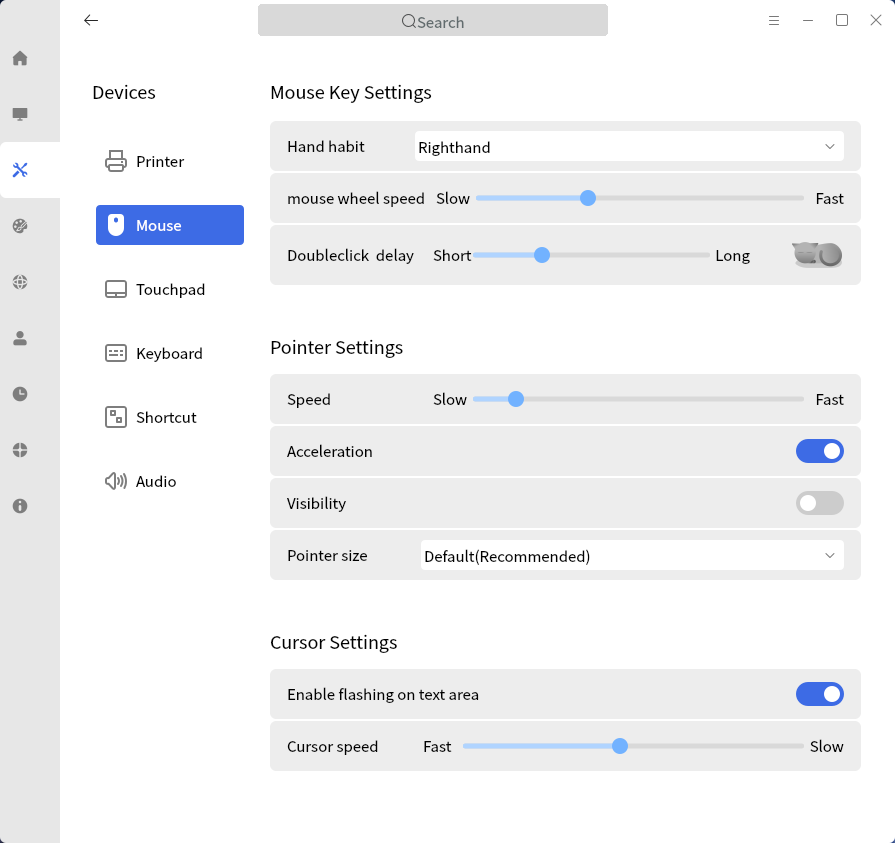 Search
Devices
Printer
Mouse
Touchpad
Keyboard
Shortcut
Audio
Mouse Key Settings
Hand habit Righthand
mouse wheel speed Slow Fast
Doubleclick delay Short Long
Pointer Settings
Speed Slow Fast
Acceleration
Visibility
Pointer size Default(Recommended)
Cursor Settings
Enable flashing on text area
Cursor speed Fast Slow